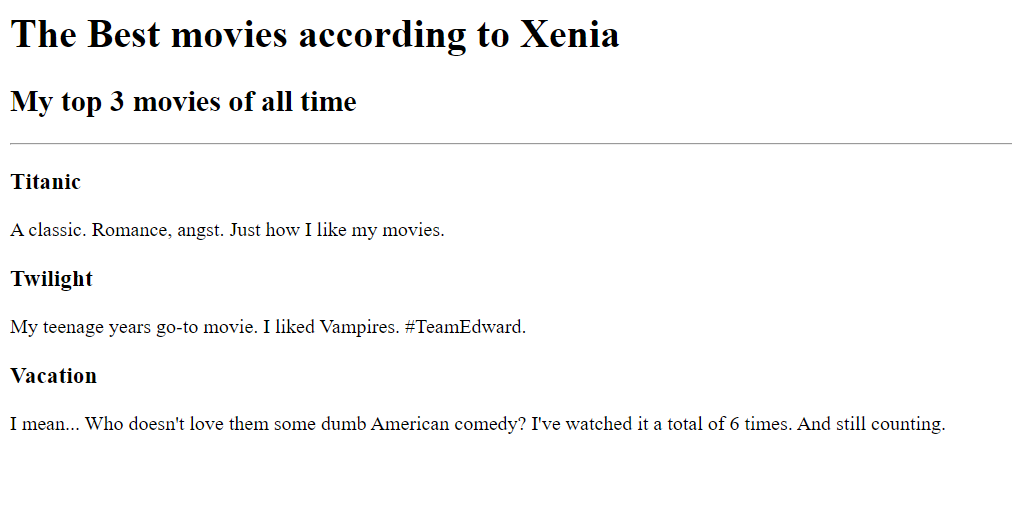 The Best movies according to Xenia
My top 3 movies of all time
Titanic
A classic. Romance, angst. Just how I like my movies.
Twilight
My teenage years go-to movie. I liked Vampires. #TeamEdward.
Vacation
I mean... Who doesn't love them some dumb American comedy? I've watched it a total of 6 times. And still counting.